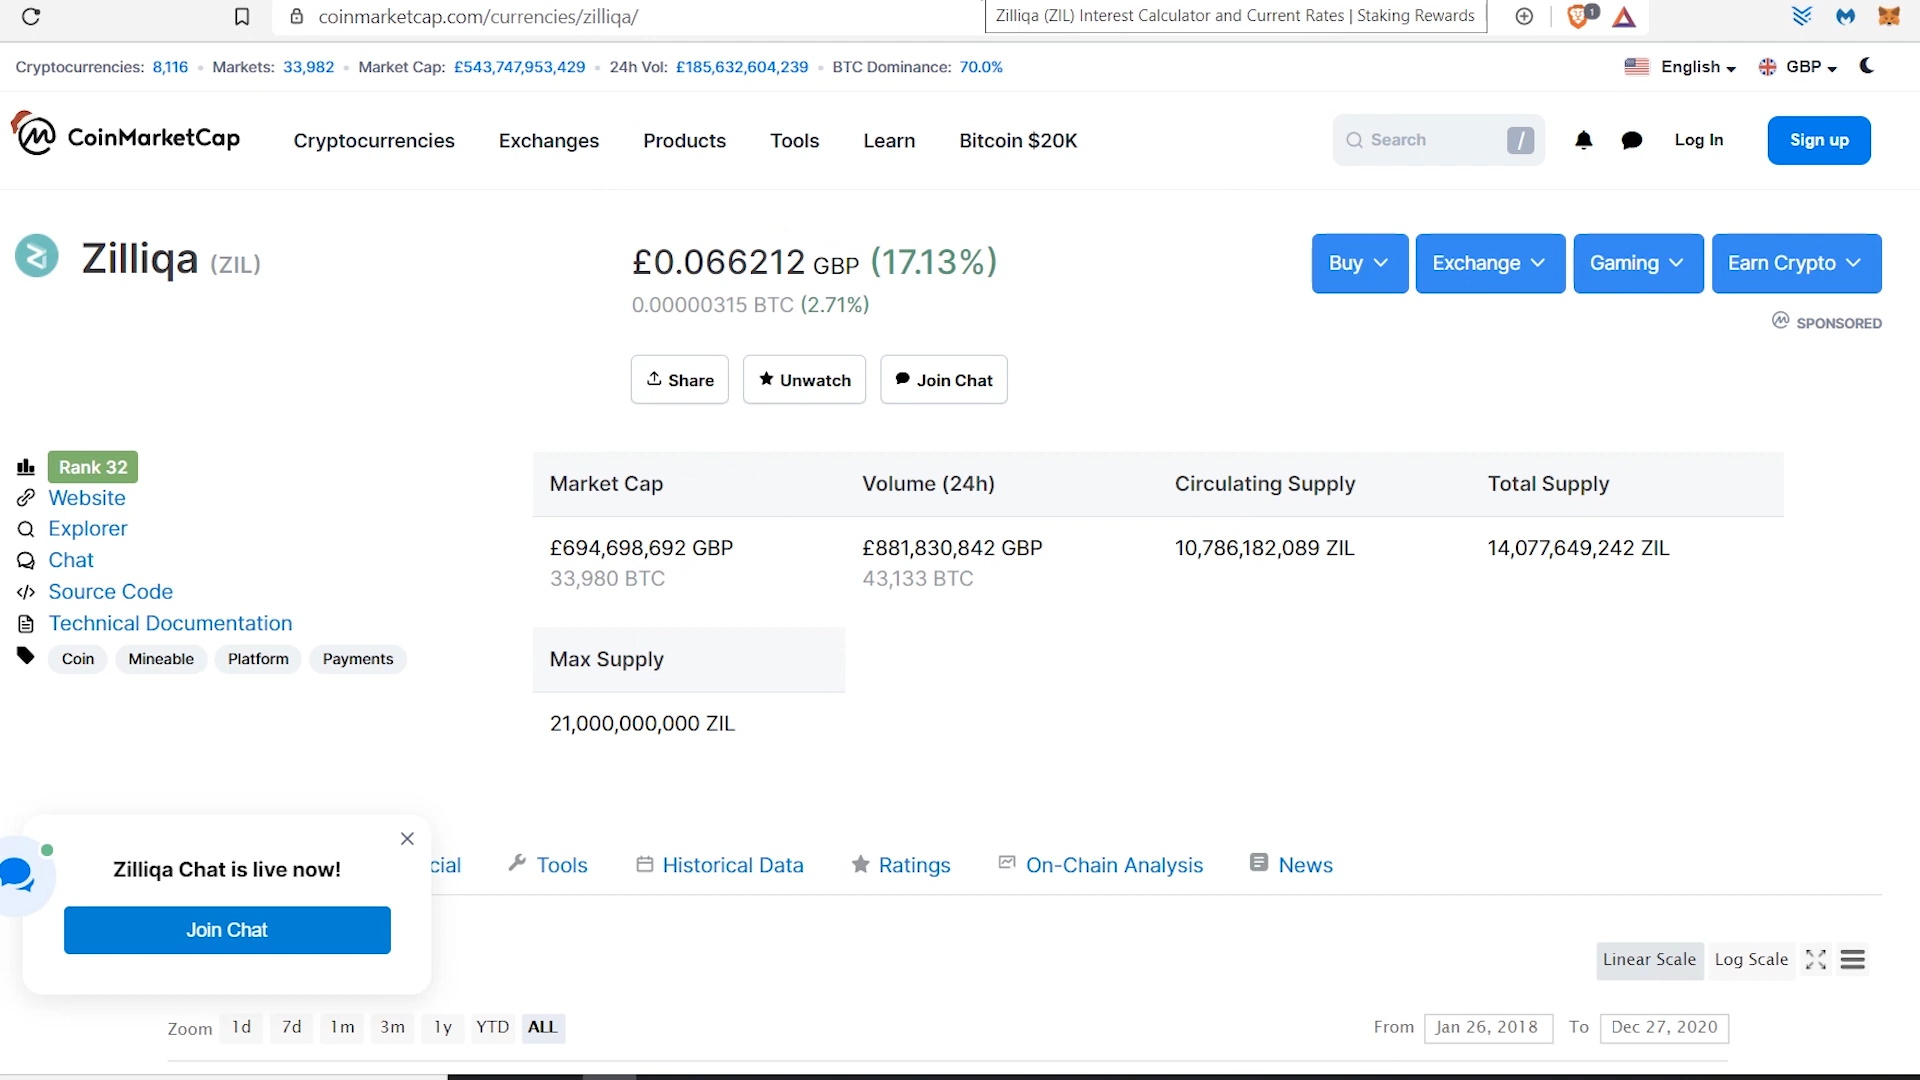 coinmarketcap.com/currencies/zilliqa/
Zilliqa (ZIL) Interest Calculator and Current Rates | Staking Rewards
1
Cryptocurrencies: 8,116 Markets: 33,982 Market Cap: £543,747,953,429 24h Vol: £185,632,604,239 BTC Dominance: 70.0%
English GBP
CoinMarketCap
Cryptocurrencies Exchanges Products Tools Learn Bitcoin $20K
Search /
Log In
Sign up
Zilliqa (ZIL)
£0.066212 GBP (17.13%)
0.00000315 BTC (2.71%)
Buy Exchange Gaming Earn Crypto
SPONSORED
Share Unwatch Join Chat
Rank 32
Website
Explorer
Chat
Source Code
Technical Documentation
Coin Mineable Platform Payments
Market Cap Volume (24h) Circulating Supply Total Supply
£694,698,692 GBP £881,830,842 GBP 10,786,182,089 ZIL 14,077,649,242 ZIL
33,980 BTC 43,133 BTC
Max Supply
21,000,000,000 ZIL
Zilliqa Chat is live now!
Join Chat
cial Tools Historical Data Ratings On-Chain Analysis News
Linear Scale Log Scale
Zoom 1d 7d 1m 3m 1y YTD ALL
From Jan 26, 2018 To Dec 27, 2020